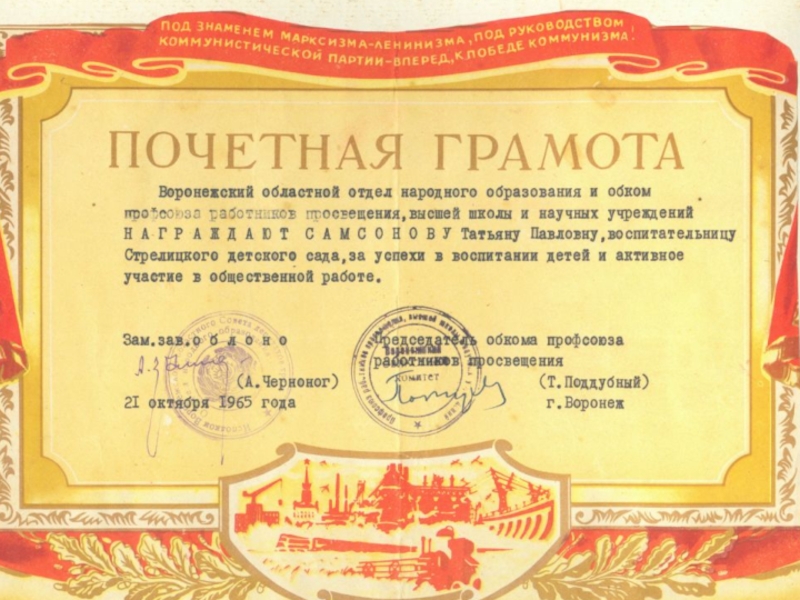 ПОД ЗНАМЕНЕМ МАРКСИЗМА-ЛЕНИНИЗМА, ПОД РУКОВОДСТВОМ
КОММУНИСТИЧЕСКОЙ ПАРТИИ-ВПЕРЕД, К ПОБЕДЕ КОММУНИЗМА!
ПОЧЕТНАЯ ГРАМОТА
Воронежский областной отдел народного образования и обком
профсоюза работников просвещения, высшей школы и научных учреждений
НАГРАЖДАЮТ САМСОНОВУ Татьяну Павловну, воспитательницу
Стрелицкого детского сада, за успехи в воспитании детей и активное
участие в общественной работе.
Зам.зав.облоно
(А.Черноног)
21 октября 1965 года
Председатель обкома профсоюза
работников просвещения
(Т.Поддубный)
г.Воронеж
комитет